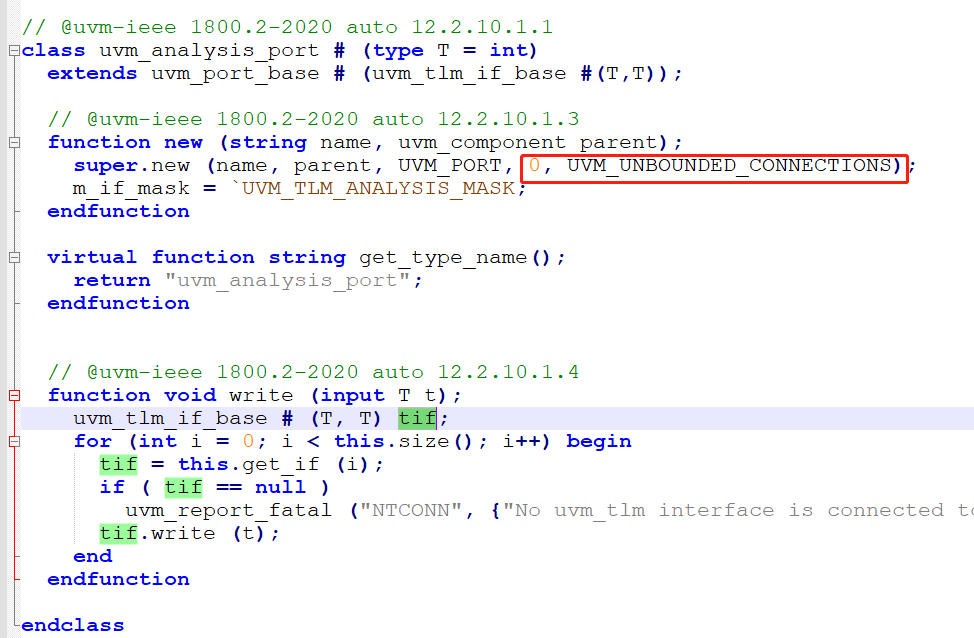 // @uvm-ieee 1800.2-2020 auto 12.2.10.1.1
class uvm_analysis_port # (type T = int)
  extends uvm_port_base # (uvm_tlm_if_base #(T,T));
  // @uvm-ieee 1800.2-2020 auto 12.2.10.1.3
  function new (string name, uvm_component parent);
    super.new (name, parent, UVM_PORT, 0, UVM_UNBOUNDED_CONNECTIONS);
    m_if_mask = `UVM_TLM_ANALYSIS_MASK;
  endfunction
  virtual function string get_type_name();
    return "uvm_analysis_port";
  endfunction
  // @uvm-ieee 1800.2-2020 auto 12.2.10.1.4
  function void write (input T t);
    uvm_tlm_if_base # (T, T) tif;
    for (int i = 0; i < this.size(); i++) begin
      tif = this.get_if (i);
      if ( tif == null )
        uvm_report_fatal ("NTCONN", {"No uvm_tlm interface is connected to
      tif.write (t);
    end
  endfunction
endclass